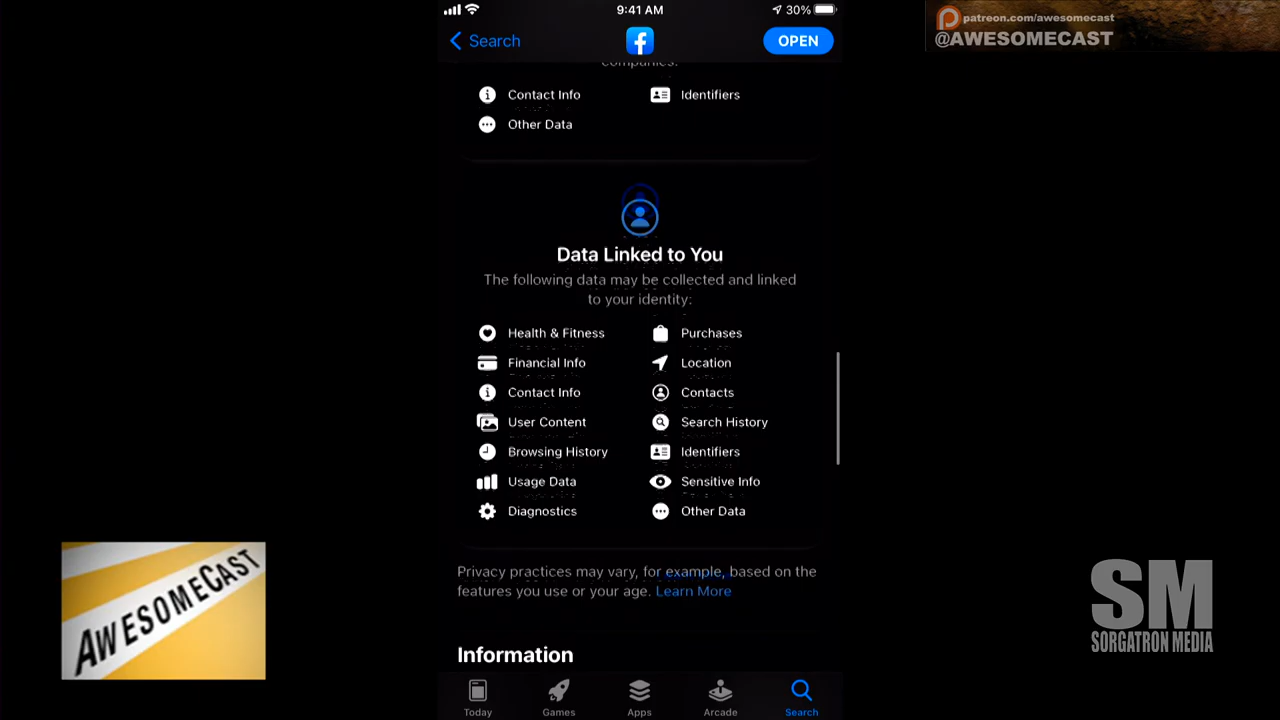 9:41 AM
30%
Search
OPEN
patreon.com/awesomecast
@AWESOMECAST
companies:
Contact Info
Identifiers
Other Data
Data Linked to You
The following data may be collected and linked
to your identity:
Health & Fitness
Purchases
Financial Info
Location
Contact Info
Contacts
User Content
Search History
Browsing History
Identifiers
Usage Data
Sensitive Info
Diagnostics
Other Data
Privacy practices may vary, for example, based on the
features you use or your age. Learn More
Information
Today
Games
Apps
Arcade
Search
AWESOMECAST
SM
SORGATRON MEDIA